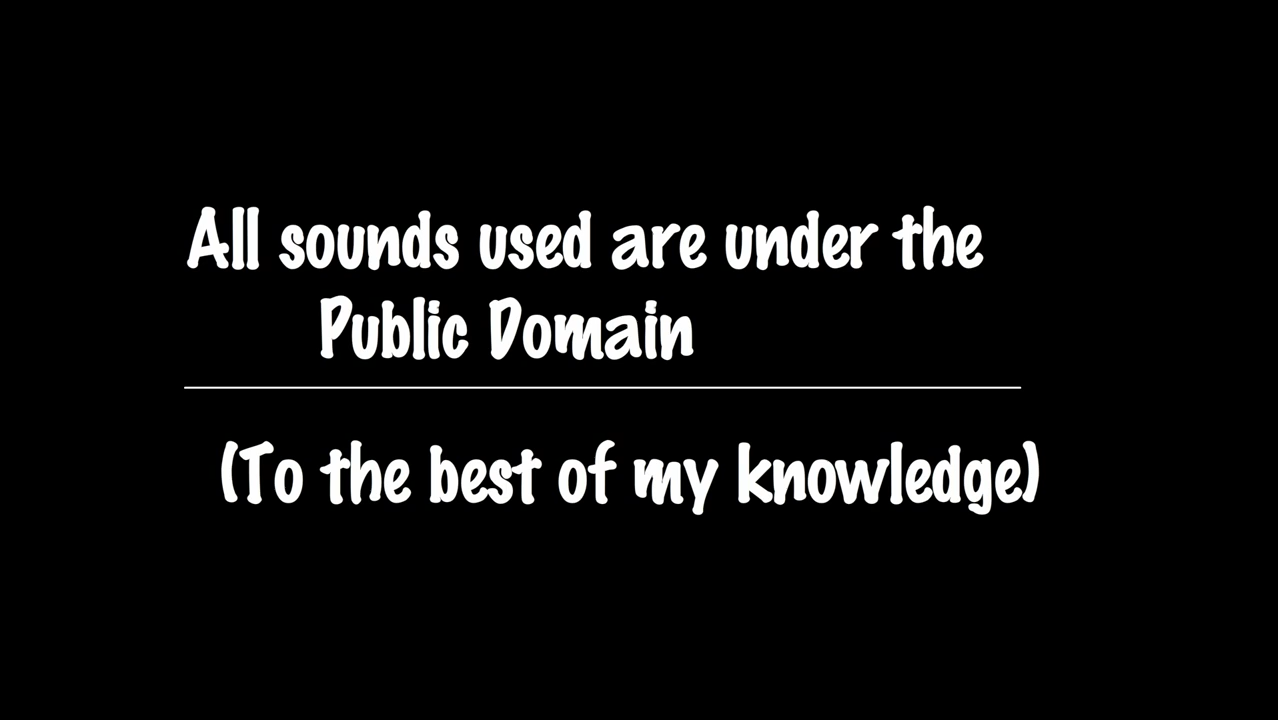 All sounds used are under the
Public Domain
(To the best of my knowledge)